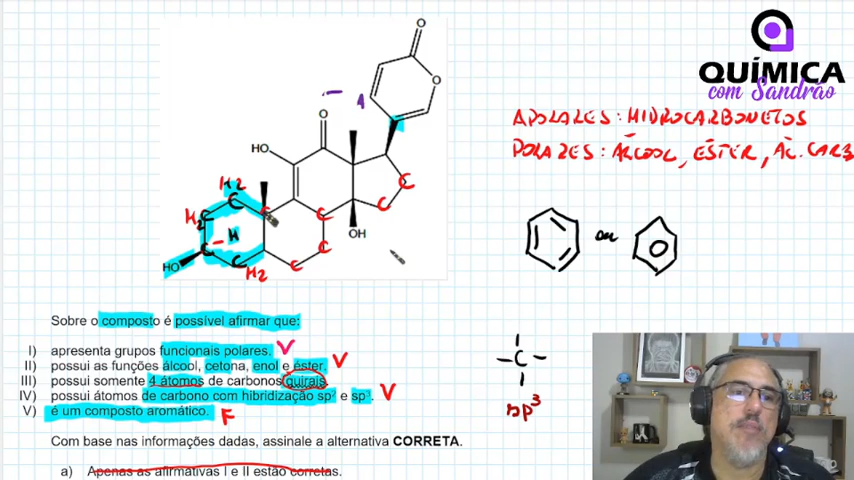 O
O
O
HO
OH
HO
H2
H2
C
C
C
H
C
H2
C
C
C
C
C
C
QUÍMICA
com Sandrão
APOLARES: HIDROCARBONETOS
POLARES: ÁLCOOL, ÉSTER, ÁC. CARB
ou
Sobre o composto é possível afirmar que:
I) apresenta grupos funcionais polares. V
II) possui as funções álcool, cetona, enol e éster. V
III) possui somente 4 átomos de carbonos quirais.
IV) possui átomos de carbono com hibridização sp² e sp³. V
V) é um composto aromático. F
Com base nas informações dadas, assinale a alternativa CORRETA.
a) Apenas as afirmativas I e II estão corretas.
C
sp3